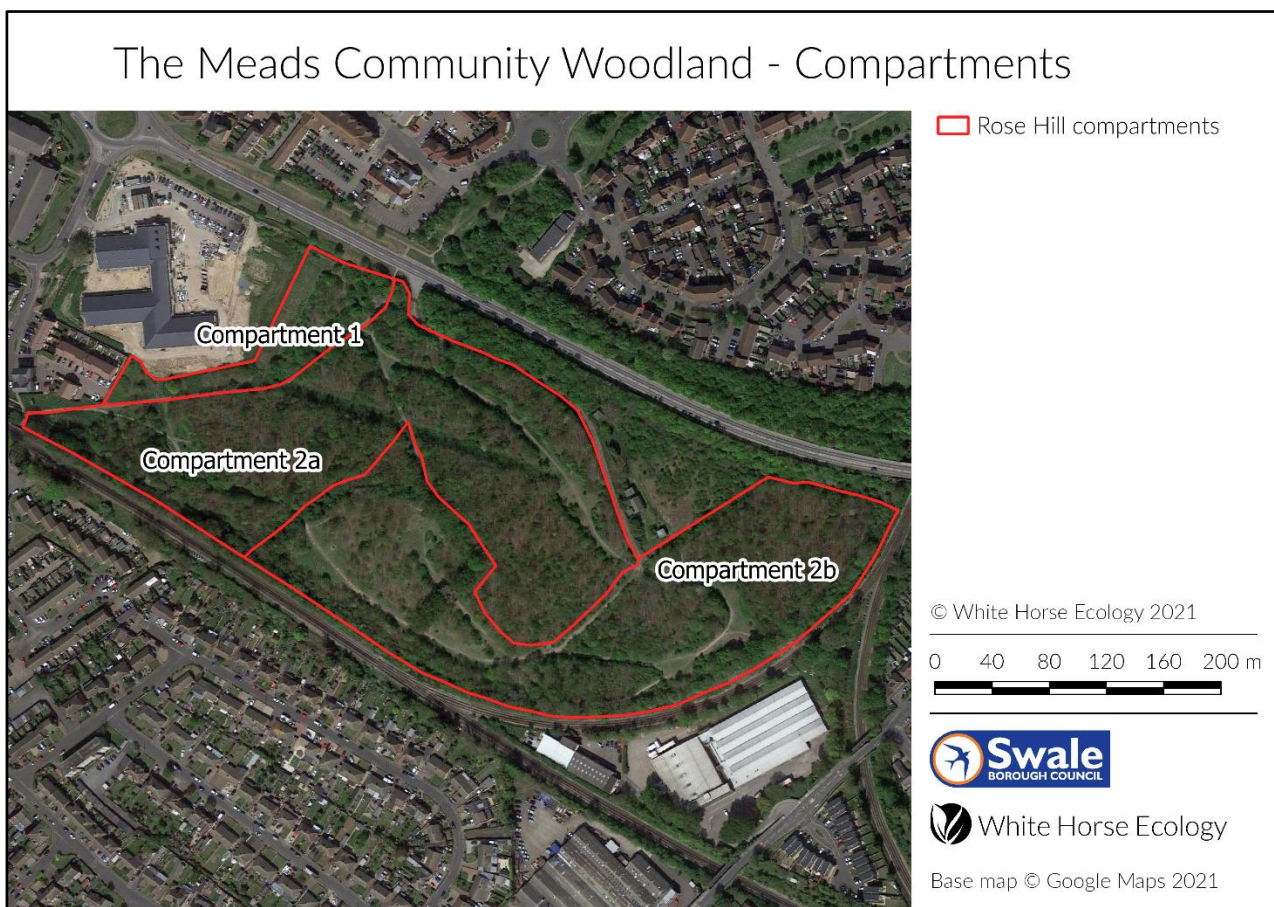 The Meads Community Woodland - Compartments
Rose Hill compartments
Compartment 1
Compartment 2a
Compartment 2b
© White Horse Ecology 2021
0 40 80 120 160 200 m
Swale
BOROUGH COUNCIL
White Horse Ecology
Base map © Google Maps 2021